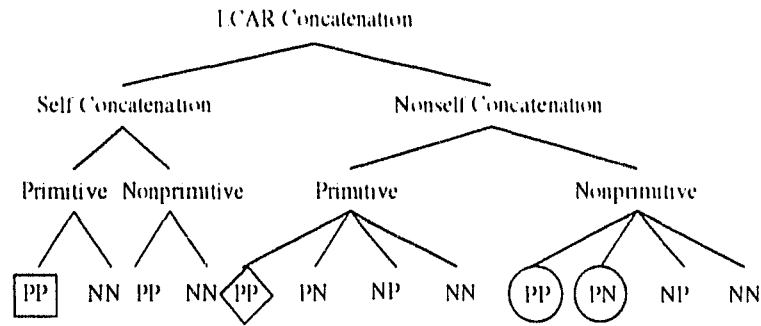 LCAR Concatenation
Self Concatenation Nonself Concatenation
Primitive Nonprimitive Primitive Nonprimitive
PP NN PP NN PP PN NP NN PP PN NP NN